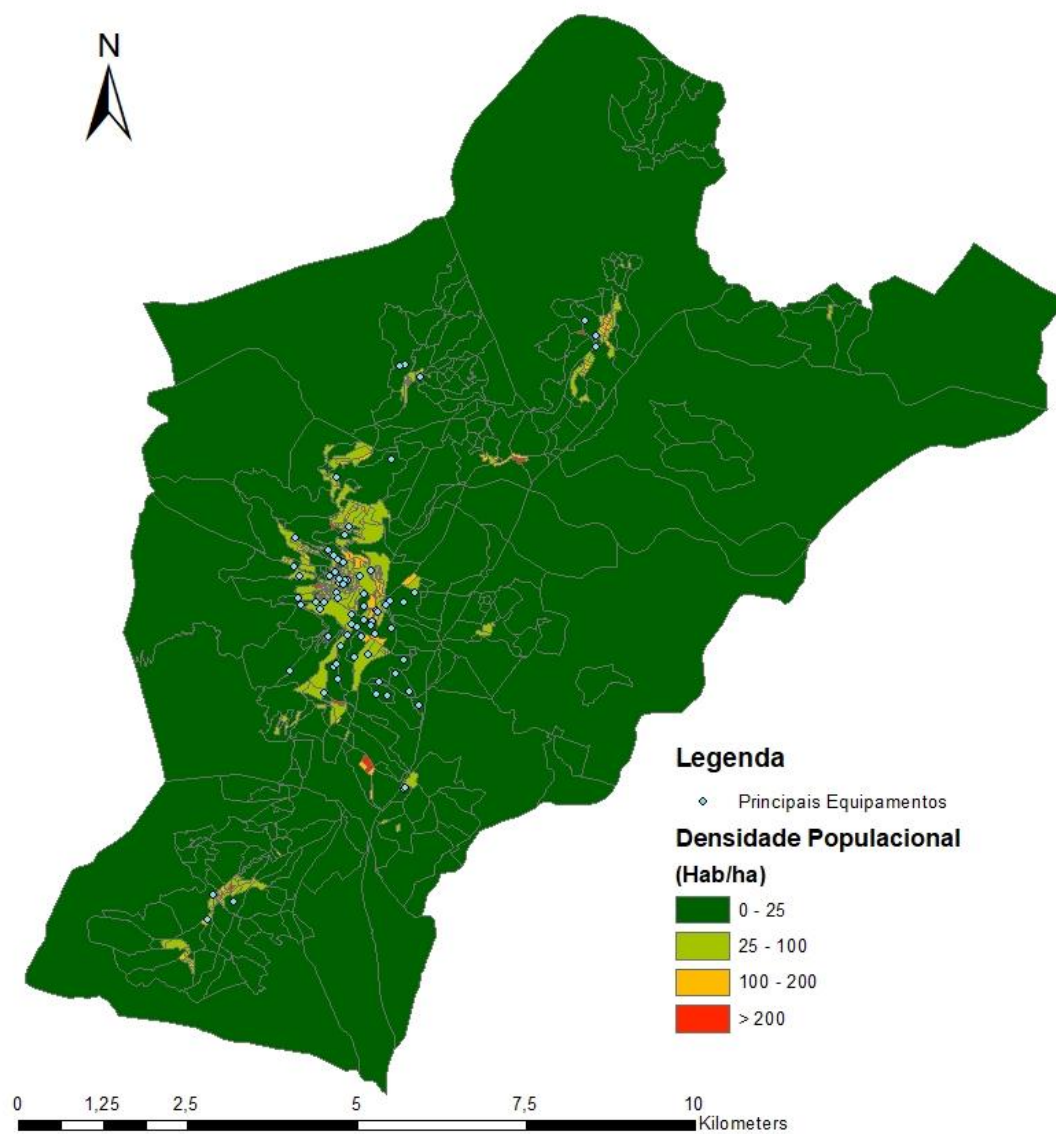 N
Legenda
Principais Equipamentos
Densidade Populacional
(Hab/ha)
0 - 25
25 - 100
100 - 200
> 200
0 1,25 2,5 5 7,5 10
Kilometers